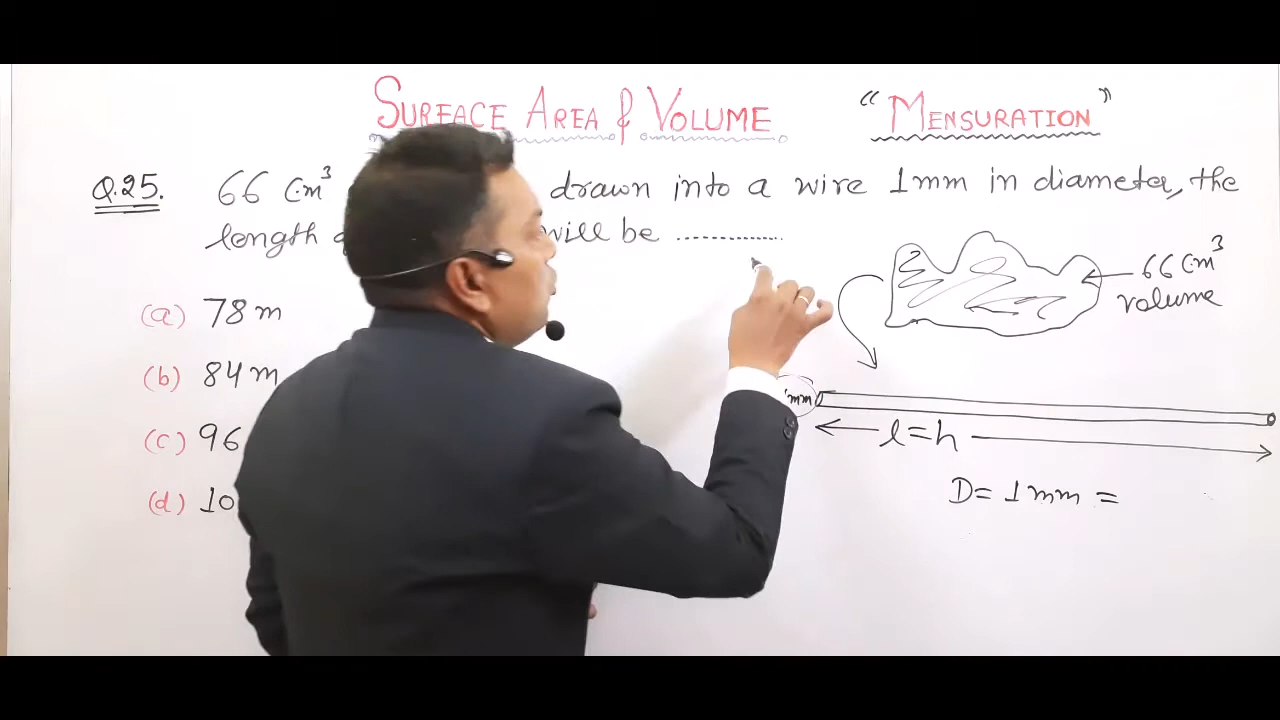 SURFACE AREA & VOLUME "MENSURATION"
Q.25. 66 cm³ drawn into a wire 1mm in diameter, the
length will be ..............
(a) 78 m
(b) 84 m
(c) 96
(d) 10
66 cm³
volume
mm
l=h
D= 1mm =